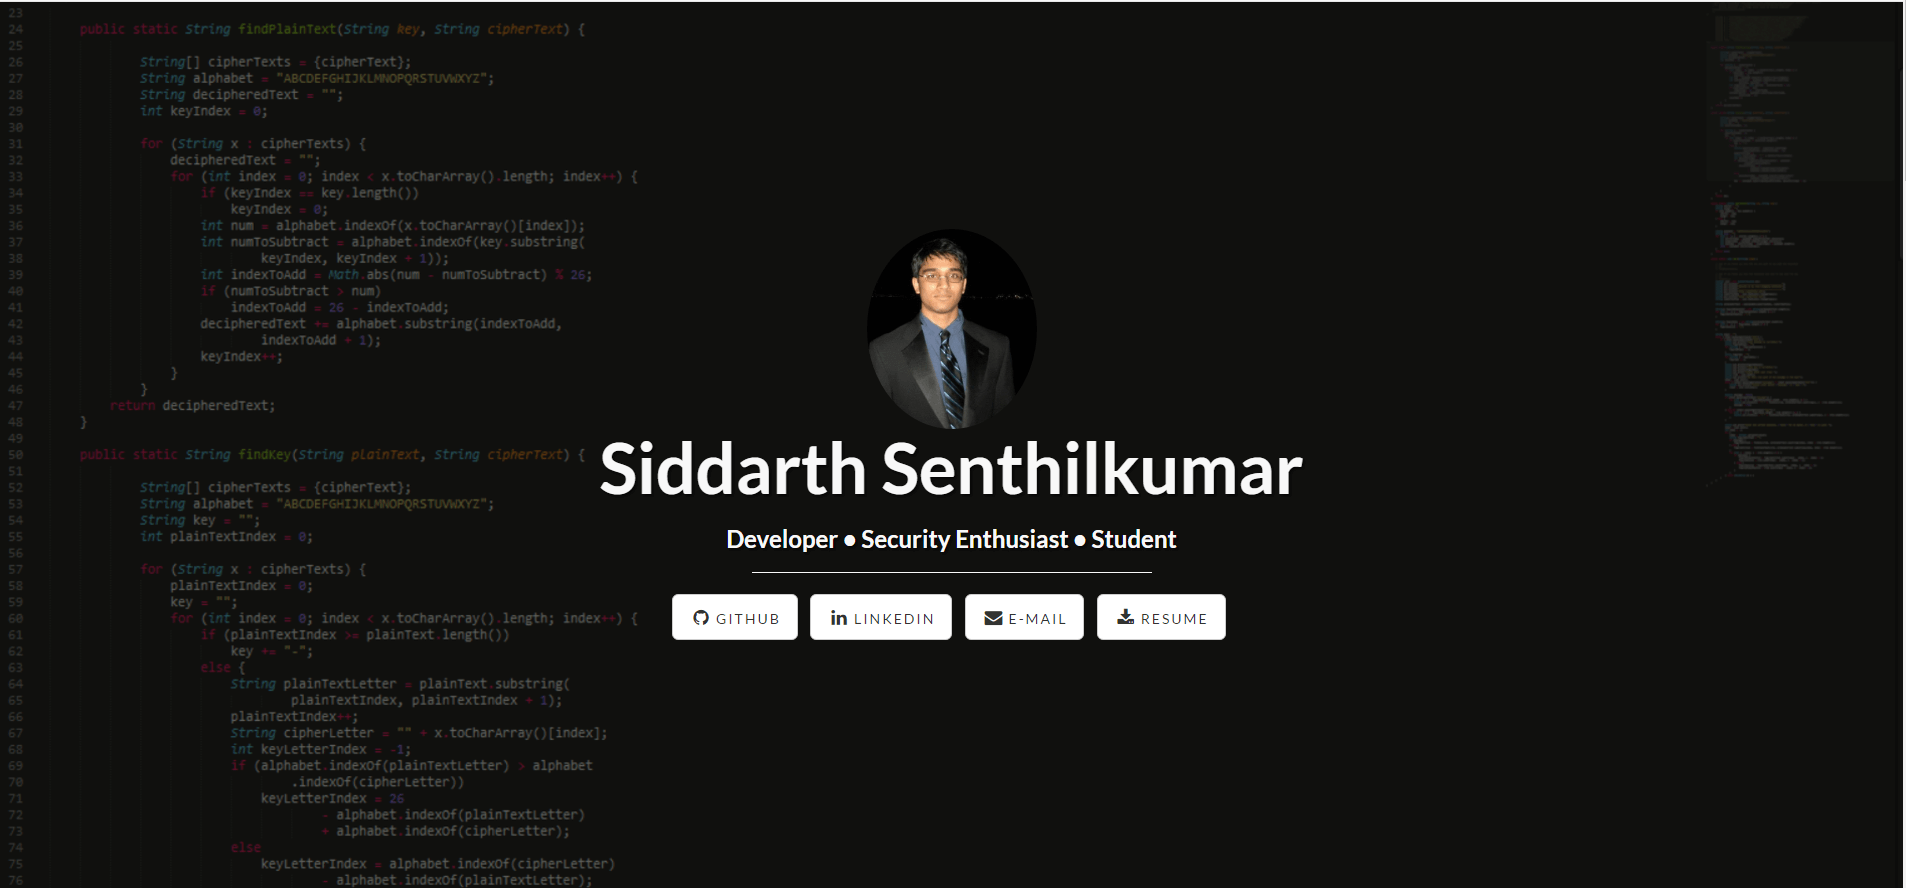 23
24 public static String findPlainText(String key, String cipherText) {
25
26 String[] cipherTexts = {cipherText};
27 String alphabet = "ABCDEFGHIJKLMNOPQRSTUVWXYZ";
28 String decipheredText = "";
29 int keyIndex = 0;
30
31 for (String x : cipherTexts) {
32 decipheredText = "";
33 for (int index = 0; index < x.toCharArray().length; index++) {
34 if (keyIndex == key.length())
35 keyIndex = 0;
36 int num = alphabet.indexOf(x.toCharArray()[index]);
37 int numToSubtract = alphabet.indexOf(key.substring(
38 keyIndex, keyIndex + 1));
39 int indexToAdd = Math.abs(num - numToSubtract) % 26;
40 if (numToSubtract > num)
41 indexToAdd = 26 - indexToAdd;
42 decipheredText += alphabet.substring(indexToAdd,
43 indexToAdd + 1);
44 keyIndex++;
45 }
46 }
47 return decipheredText;
48 }
49
50 public static String findKey(String plainText, String cipherText) {
51
52 String[] cipherTexts = {cipherText};
53 String alphabet = "ABCDEFGHIJKLMNOPQRSTUVWXYZ";
54 String key = "";
55 int plainTextIndex = 0;
56
57 for (String x : cipherTexts) {
58 plainTextIndex = 0;
59 key = "";
60 for (int index = 0; index < x.toCharArray().length; index++) {
61 if (plainTextIndex >= plainText.length())
62 key += "-";
63 else {
64 String plainTextLetter = plainText.substring(
65 plainTextIndex, plainTextIndex + 1);
66 plainTextIndex++;
67 String cipherLetter = "" + x.toCharArray()[index];
68 int keyLetterIndex = -1;
69 if (alphabet.indexOf(plainTextLetter) > alphabet
70 .indexOf(cipherLetter))
71 keyLetterIndex = 26
72 - alphabet.indexOf(plainTextLetter)
73 + alphabet.indexOf(cipherLetter);
74 else
75 keyLetterIndex = alphabet.indexOf(cipherLetter)
76 - alphabet.indexOf(plainTextLetter);
Siddarth Senthilkumar
Developer ● Security Enthusiast ● Student
GITHUB
LINKEDIN
E-MAIL
RESUME